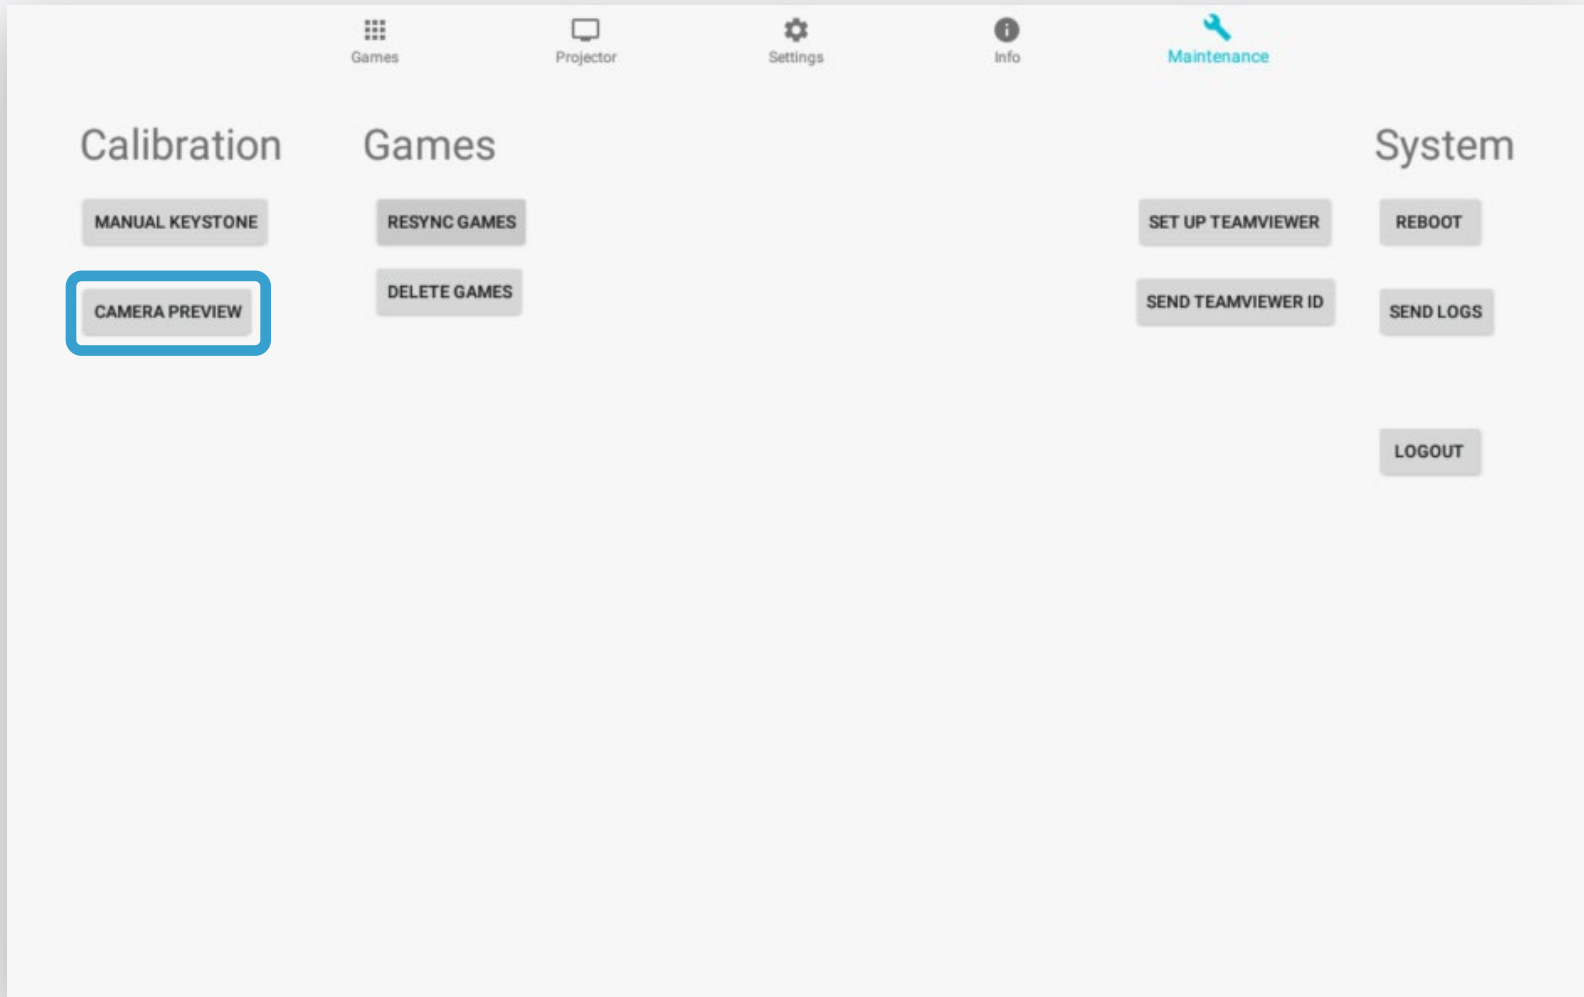 Games
Projector
Settings
Info
Maintenance
Calibration
Games
System
MANUAL KEYSTONE
RESYNC GAMES
SET UP TEAMVIEWER
REBOOT
CAMERA PREVIEW
DELETE GAMES
SEND TEAMVIEWER ID
SEND LOGS
LOGOUT